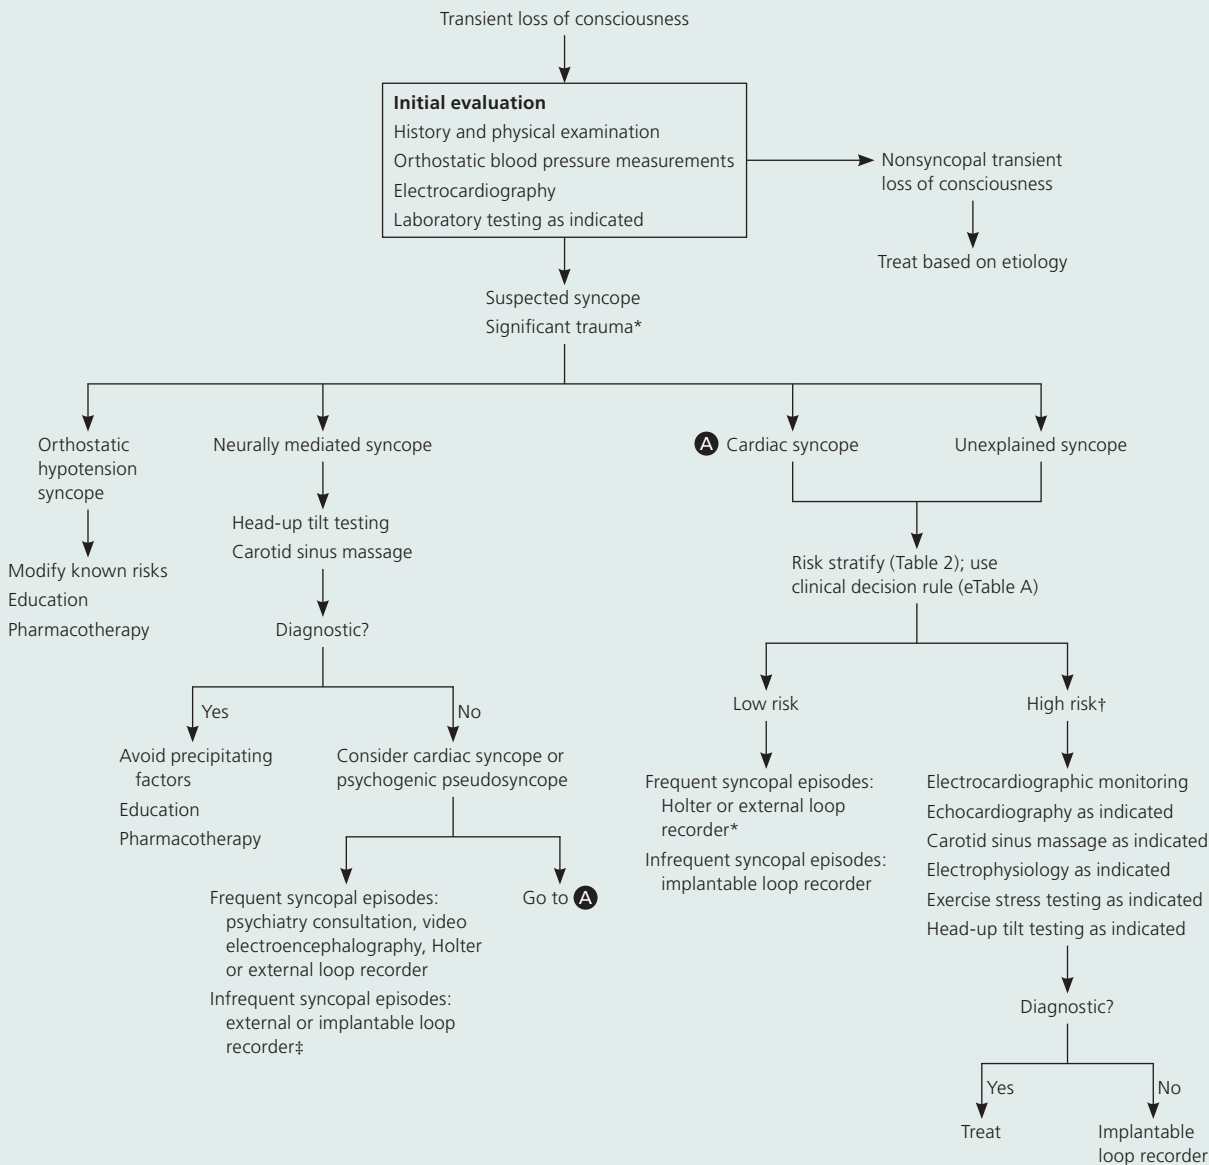 Transient loss of consciousness
Initial evaluation
History and physical examination
Orthostatic blood pressure measurements
Electrocardiography
Laboratory testing as indicated
Nonsyncopal transient
loss of consciousness
Treat based on etiology
Suspected syncope
Significant trauma*
Orthostatic
hypotension
syncope
Modify known risks
Education
Pharmacotherapy
Neurally mediated syncope
Head-up tilt testing
Carotid sinus massage
Diagnostic?
Yes
No
Avoid precipitating
factors
Education
Pharmacotherapy
Consider cardiac syncope or
psychogenic pseudosyncope
Frequent syncopal episodes:
psychiatry consultation, video
electroencephalography, Holter
or external loop recorder
Infrequent syncopal episodes:
external or implantable loop
recorder‡
Go to A
A Cardiac syncope
Unexplained syncope
Risk stratify (Table 2); use
clinical decision rule (eTable A)
Low risk
Frequent syncopal episodes:
Holter or external loop
recorder*
Infrequent syncopal episodes:
implantable loop recorder
High risk†
Electrocardiographic monitoring
Echocardiography as indicated
Carotid sinus massage as indicated
Electrophysiology as indicated
Exercise stress testing as indicated
Head-up tilt testing as indicated
Diagnostic?
Yes
No
Treat
Implantable
loop recorder